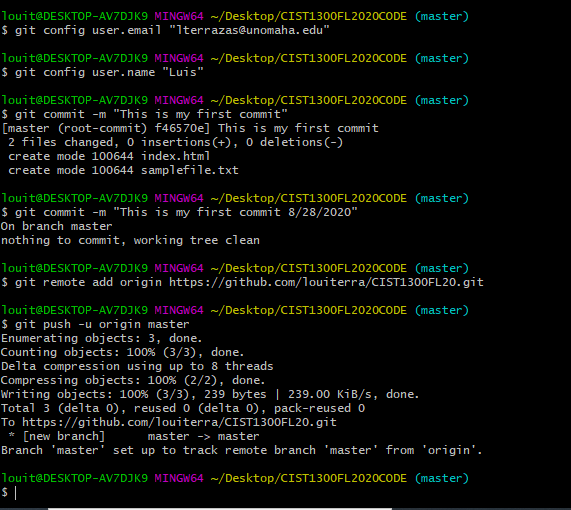 louit@DESKTOP-AV7DJK9 MINGW64 ~/Desktop/CIST1300FL2020CODE (master)
$ git config user.email "lterrazas@unomaha.edu"
louit@DESKTOP-AV7DJK9 MINGW64 ~/Desktop/CIST1300FL2020CODE (master)
$ git config user.name "Luis"
louit@DESKTOP-AV7DJK9 MINGW64 ~/Desktop/CIST1300FL2020CODE (master)
$ git commit -m "This is my first commit"
[master (root-commit) f46570e] This is my first commit
 2 files changed, 0 insertions(+), 0 deletions(-)
 create mode 100644 index.html
 create mode 100644 samplefile.txt
louit@DESKTOP-AV7DJK9 MINGW64 ~/Desktop/CIST1300FL2020CODE (master)
$ git commit -m "This is my first commit 8/28/2020"
On branch master
nothing to commit, working tree clean
louit@DESKTOP-AV7DJK9 MINGW64 ~/Desktop/CIST1300FL2020CODE (master)
$ git remote add origin https://github.com/louiterra/CIST1300FL20.git
louit@DESKTOP-AV7DJK9 MINGW64 ~/Desktop/CIST1300FL2020CODE (master)
$ git push -u origin master
Enumerating objects: 3, done.
Counting objects: 100% (3/3), done.
Delta compression using up to 8 threads
Compressing objects: 100% (2/2), done.
Writing objects: 100% (3/3), 239 bytes | 239.00 KiB/s, done.
Total 3 (delta 0), reused 0 (delta 0), pack-reused 0
To https://github.com/louiterra/CIST1300FL20.git
 * [new branch]      master -> master
Branch 'master' set up to track remote branch 'master' from 'origin'.
louit@DESKTOP-AV7DJK9 MINGW64 ~/Desktop/CIST1300FL2020CODE (master)
$